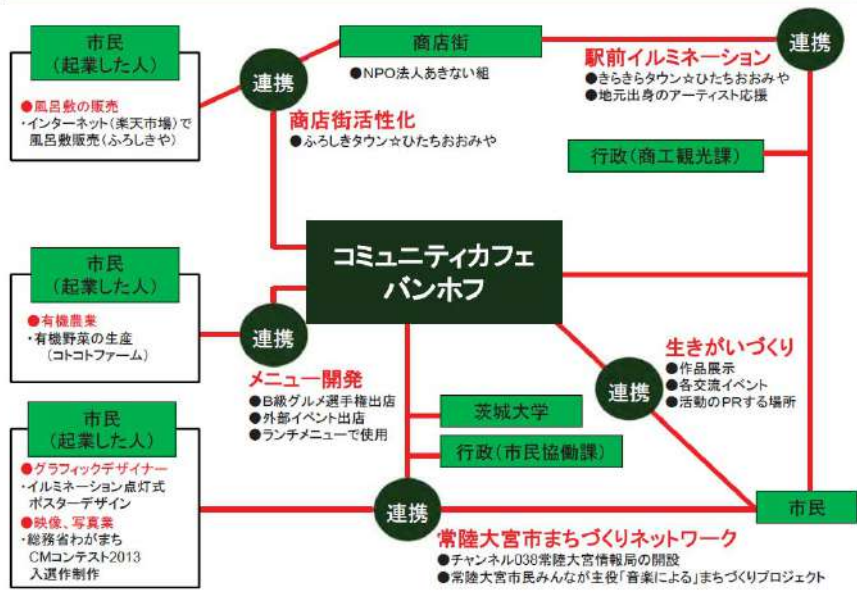 市民
(起業した人)
●風呂敷の販売
・インターネット(楽天市場)で
風呂敷販売(ふろしきや)
連携
商店街
●NPO法人あきない組
商店街活性化
●ふろしきタウン☆ひたちおおみや
駅前イルミネーション
●きらきらタウン☆ひたちおおみや
●地元出身のアーティスト応援
連携
行政(商工観光課)
コミュニティカフェ
バンホフ
市民
(起業した人)
●有機農業
・有機野菜の生産
(コトコトファーム)
連携
メニュー開発
●B級グルメ選手権出店
●外部イベント出店
●ランチメニューで使用
生きがいづくり
●作品展示
●各交流イベント
●活動のPRする場所
連携
茨城大学
行政(市民協働課)
市民
(起業した人)
●グラフィックデザイナー
・イルミネーション点灯式
ポスターデザイン
●映像、写真業
・総務省わがまち
CMコンテスト2013
入選作制作
連携
市民
常陸大宮市まちづくりネットワーク
●チャンネル038常陸大宮情報局の開設
●常陸大宮市民みんなが主役「音楽による」まちづくりプロジェクト